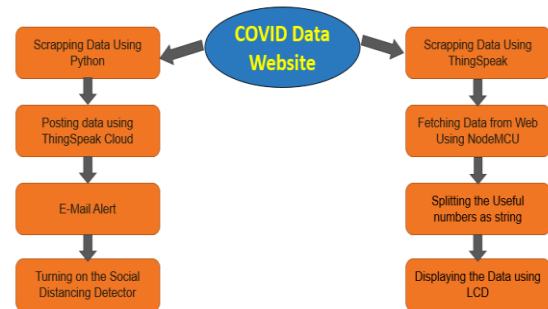 COVID Data
Website
Scrapping Data Using
Python
Posting data using
ThingSpeak Cloud
E-Mail Alert
Turning on the Social
Distancing Detector
Scrapping Data Using
ThingSpeak
Fetching Data from Web
Using NodeMCU
Splitting the Useful
numbers as string
Displaying the Data using
LCD